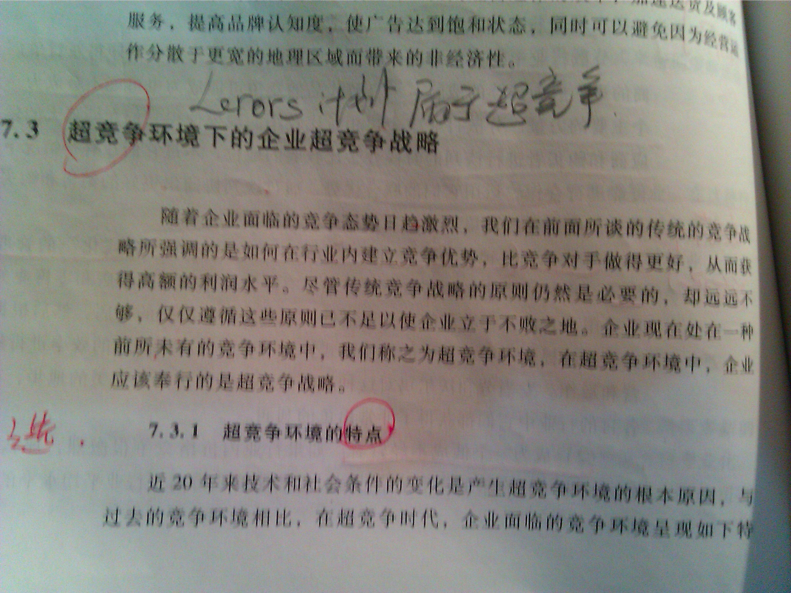 服务，提高品牌认知度，使广告达到饱和状态，同时可以避免因为经营运
作分散于更宽的地理区域而带来的非经济性。
Lerors 计划 属于超竞争.
7.3 超竞争环境下的企业超竞争战略
随着企业面临的竞争态势日趋激烈，我们在前面所谈的传统的竞争战
略所强调的是如何在行业内建立竞争优势，比竞争对手做得更好，从而获
得高额的利润水平。尽管传统竞争战略的原则仍然是必要的，却远远不
够，仅仅遵循这些原则已不足以使企业立于不败之地。企业现在处在一种
前所未有的竞争环境中，我们称之为超竞争环境，在超竞争环境中，企业
应该奉行的是超竞争战略。
7.3.1 超竞争环境的特点
近 20 年来技术和社会条件的变化是产生超竞争环境的根本原因，与
过去的竞争环境相比，在超竞争时代，企业面临的竞争环境呈现如下特